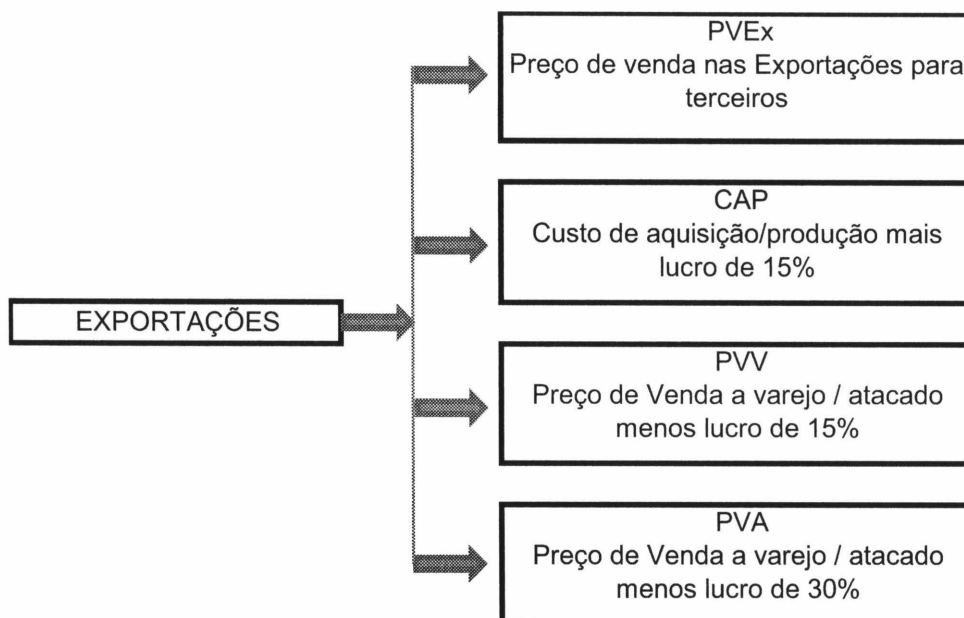 PVEx
Preço de venda nas Exportações para
terceiros
CAP
Custo de aquisição/produção mais
lucro de 15%
EXPORTAÇÕES
PVV
Preço de Venda a varejo / atacado
menos lucro de 15%
PVA
Preço de Venda a varejo / atacado
menos lucro de 30%